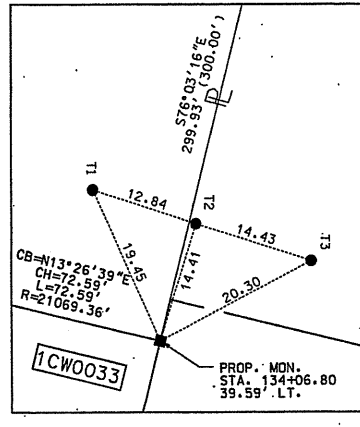 S76°03'16"E
299.93' (300.00')
PL
T1
12.84
T2
14.43
T3
19.45
14.41
20.30
CB=N13°26'39"E
CH=72.59'
L=72.59'
R=21069.36'
1CW0033
PROP. MON.
STA. 134+06.80
39.59' LT.